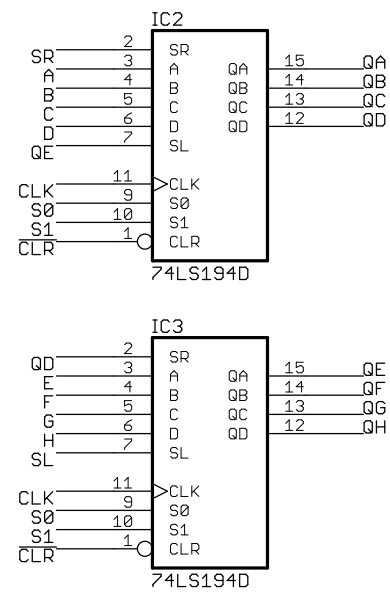 IC2
SR 2 SR
A 3 A QA 15 QA
B 4 B QB 14 QB
C 5 C QC 13 QC
D 6 D QD 12 QD
QE 7 SL
CLK 11 CLK
S0 9 S0
S1 10 S1
CLR 1 CLR
74LS194D
IC3
QD 2 SR
E 3 A QA 15 QE
F 4 B QB 14 QF
G 5 C QC 13 QG
H 6 D QD 12 QH
SL 7 SL
CLK 11 CLK
S0 9 S0
S1 10 S1
CLR 1 CLR
74LS194D